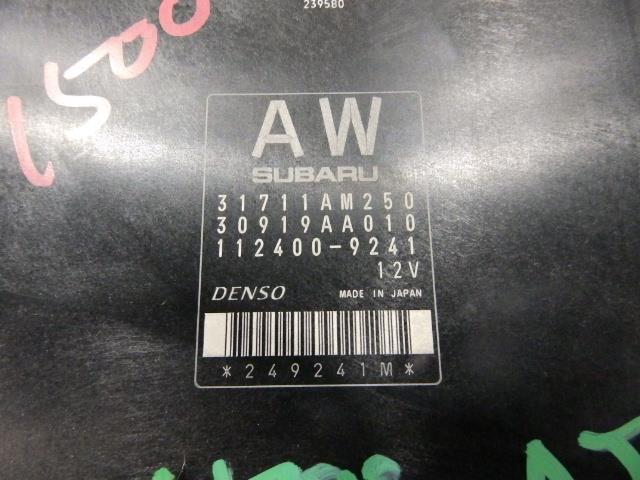 239580
1500
AW
SUBARU
31711AM250
30919AA010
112400-9241
12V
DENSO MADE IN JAPAN
*249241M*